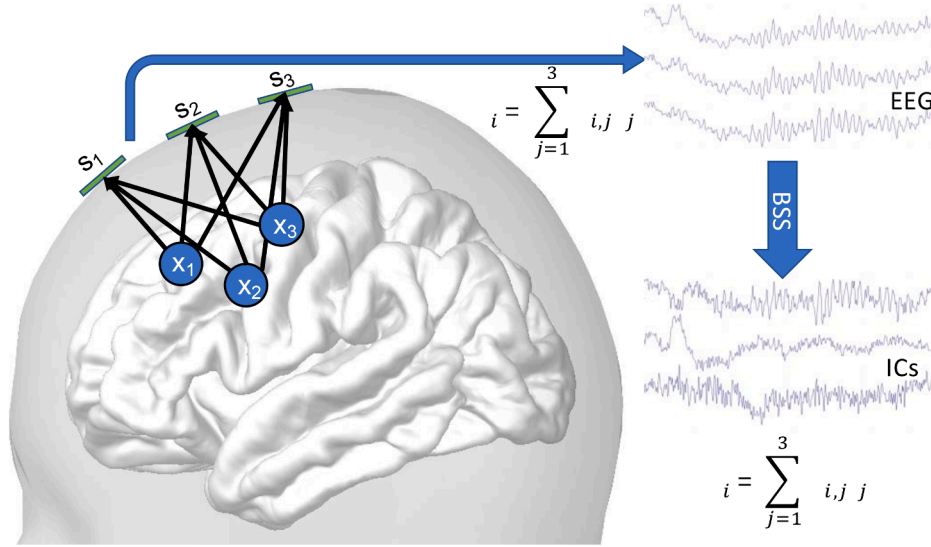 s₁
s₂
s₃
x₁
x₂
x₃
i = ∑ j=1 3 i,j j
EEG
BSS
ICs
i = ∑ j=1 3 i,j j